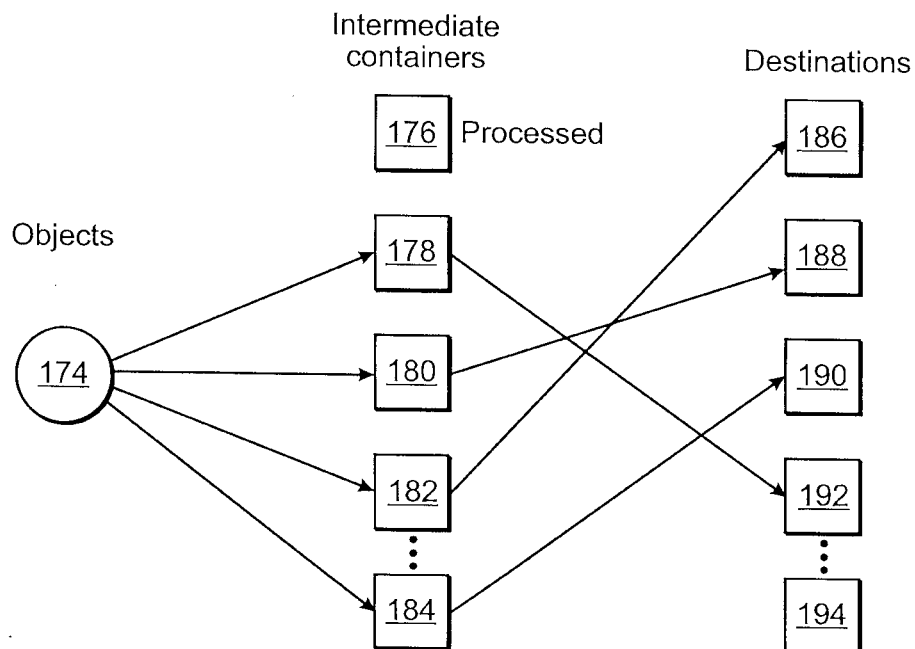 Intermediate
containers
Destinations
176 Processed
186
Objects
178
188
174
180
190
182
192
184
194